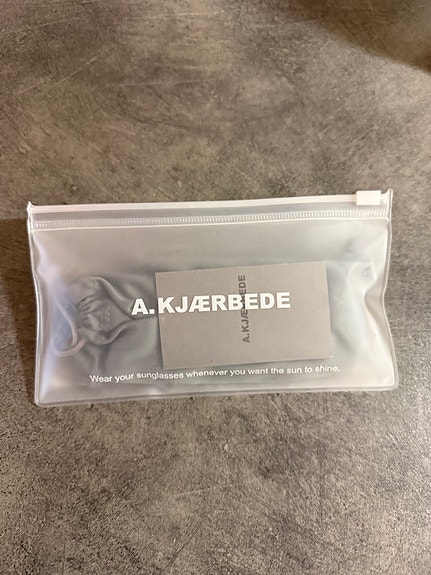 A.KJÆRBEDE
A.KJÆRBEDE
Wear your sunglasses whenever you want the sun to shine.